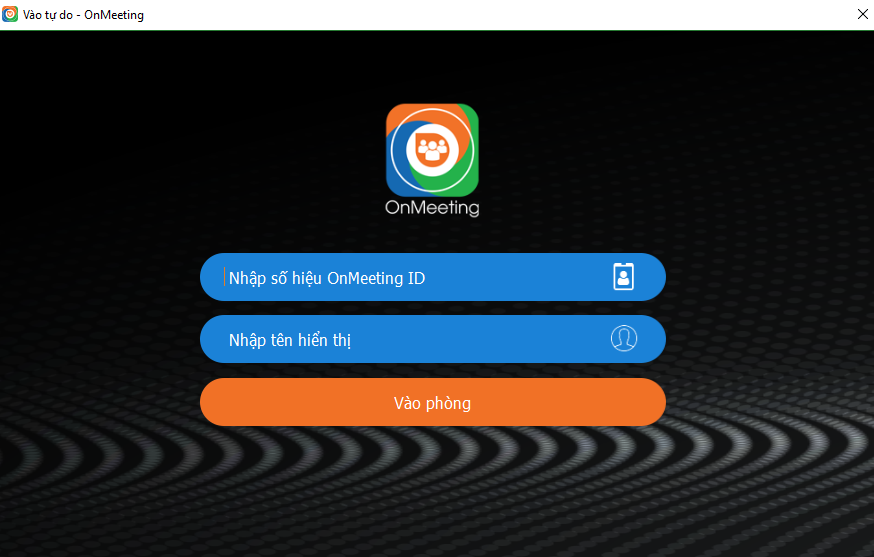 Vào tự do - OnMeeting
OnMeeting
Nhập số hiệu OnMeeting ID
Nhập tên hiển thị
Vào phòng